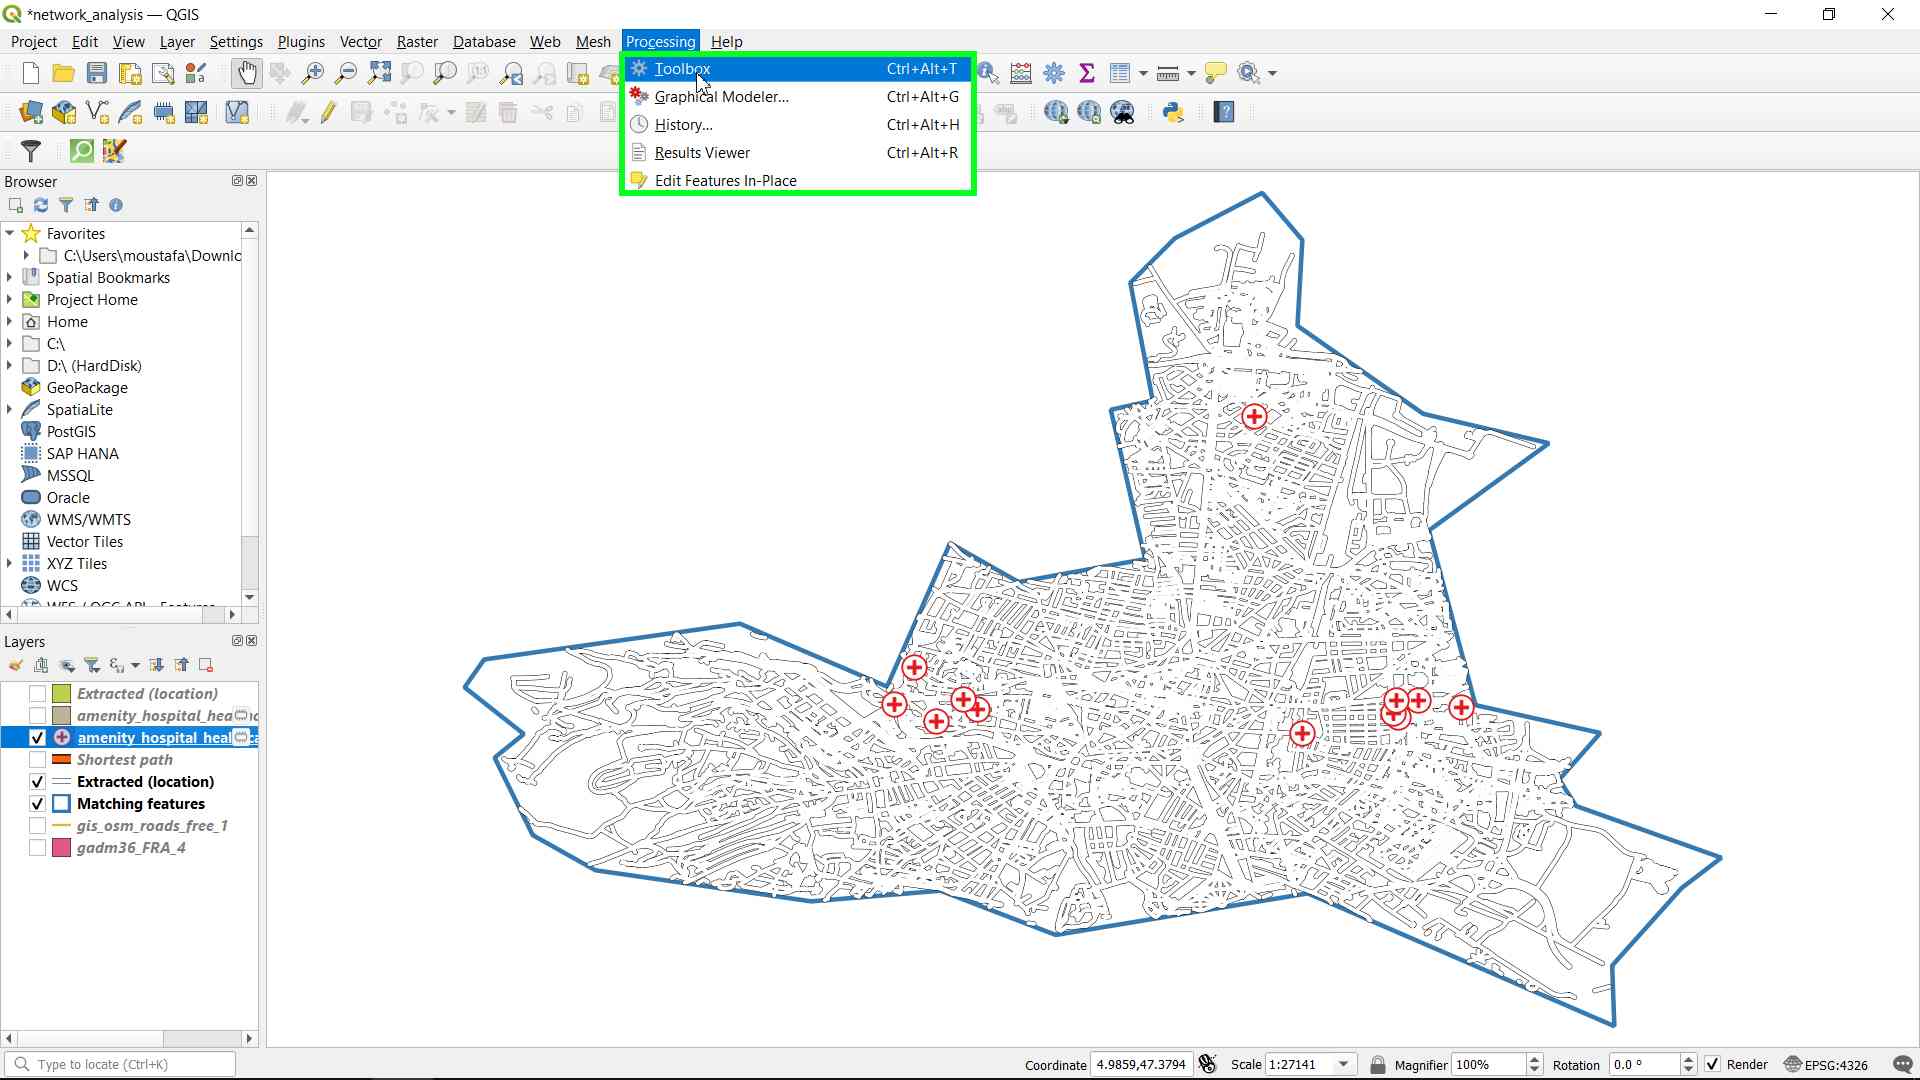 *network_analysis — QGIS
Project Edit View Layer Settings Plugins Vector Raster Database Web Mesh Processing Help
Toolbox Ctrl+Alt+T
Graphical Modeler... Ctrl+Alt+G
History... Ctrl+Alt+H
Results Viewer Ctrl+Alt+R
Edit Features In-Place
Browser
Favorites
C:\Users\moustafa\Downlc
Spatial Bookmarks
Project Home
Home
C:\
D:\ (HardDisk)
GeoPackage
SpatiaLite
PostGIS
SAP HANA
MSSQL
Oracle
WMS/WMTS
Vector Tiles
XYZ Tiles
WCS
Layers
Extracted (location)
amenity_hospital_hea
amenity_hospital_heal
Shortest path
Extracted (location)
Matching features
gis_osm_roads_free_1
gadm36_FRA_4
Type to locate (Ctrl+K)
Coordinate 4.9859,47.3794 Scale 1:27141 Magnifier 100% Rotation 0.0 ° Render EPSG:4326